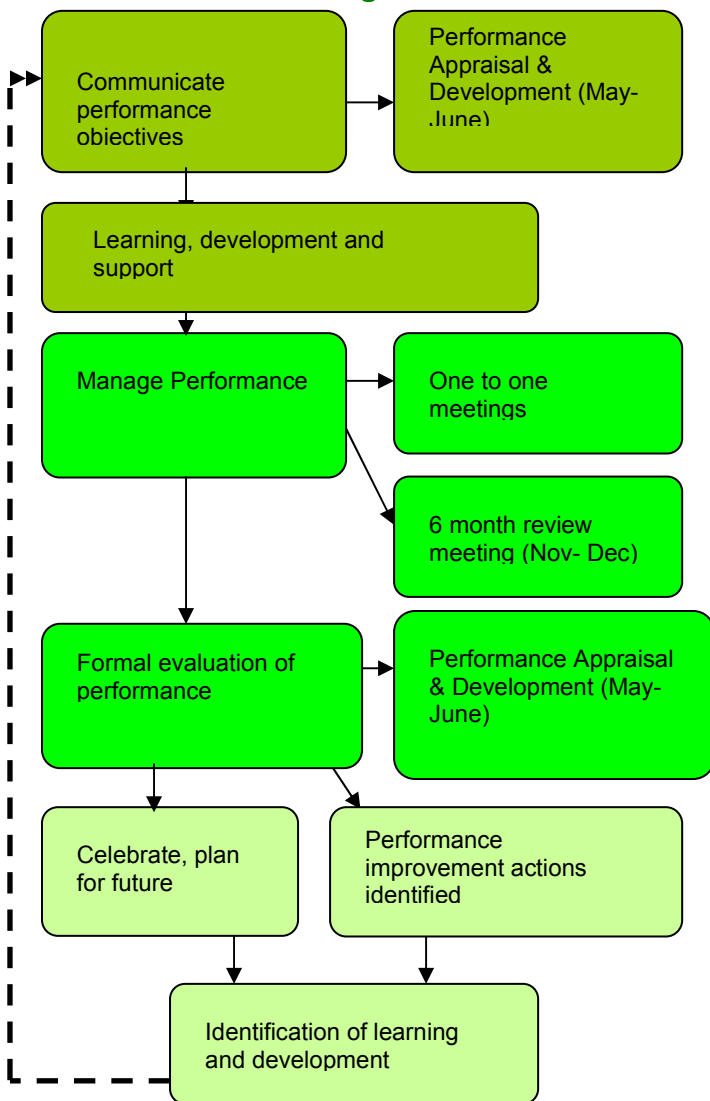 Communicate
performance
objectives
Performance
Appraisal &
Development (May-
June)
Learning, development and
support
Manage Performance
One to one
meetings
6 month review
meeting (Nov- Dec)
Formal evaluation of
performance
Performance Appraisal
& Development (May-
June)
Celebrate, plan
for future
Performance
improvement actions
identified
Identification of learning
and development